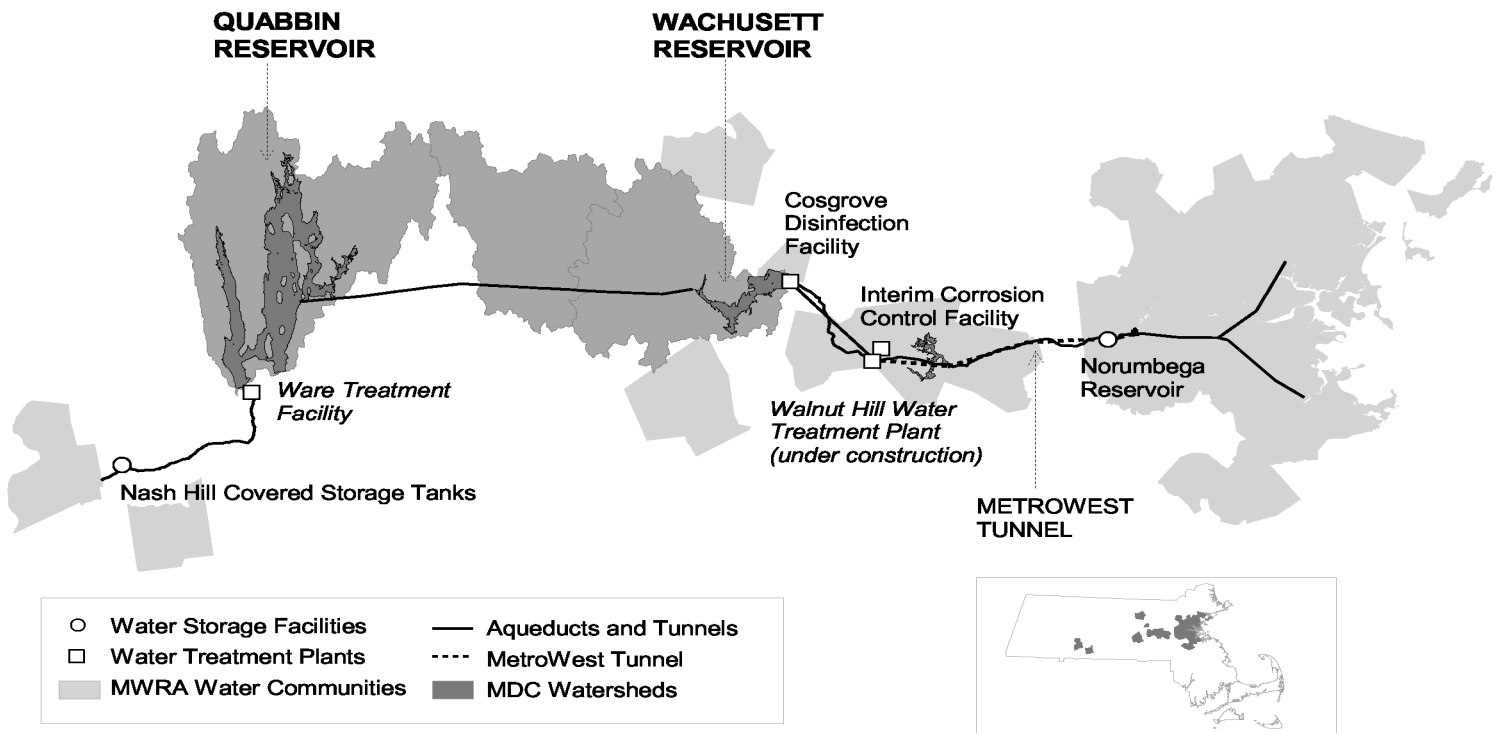 QUABBIN
RESERVOIR
WACHUSETT
RESERVOIR
Cosgrove
Disinfection
Facility
Interim Corrosion
Control Facility
Norumbega
Reservoir
Ware Treatment
Facility
Walnut Hill Water
Treatment Plant
(under construction)
Nash Hill Covered Storage Tanks
METROWEST
TUNNEL
Water Storage Facilities
Water Treatment Plants
MWRA Water Communities
Aqueducts and Tunnels
MetroWest Tunnel
MDC Watersheds